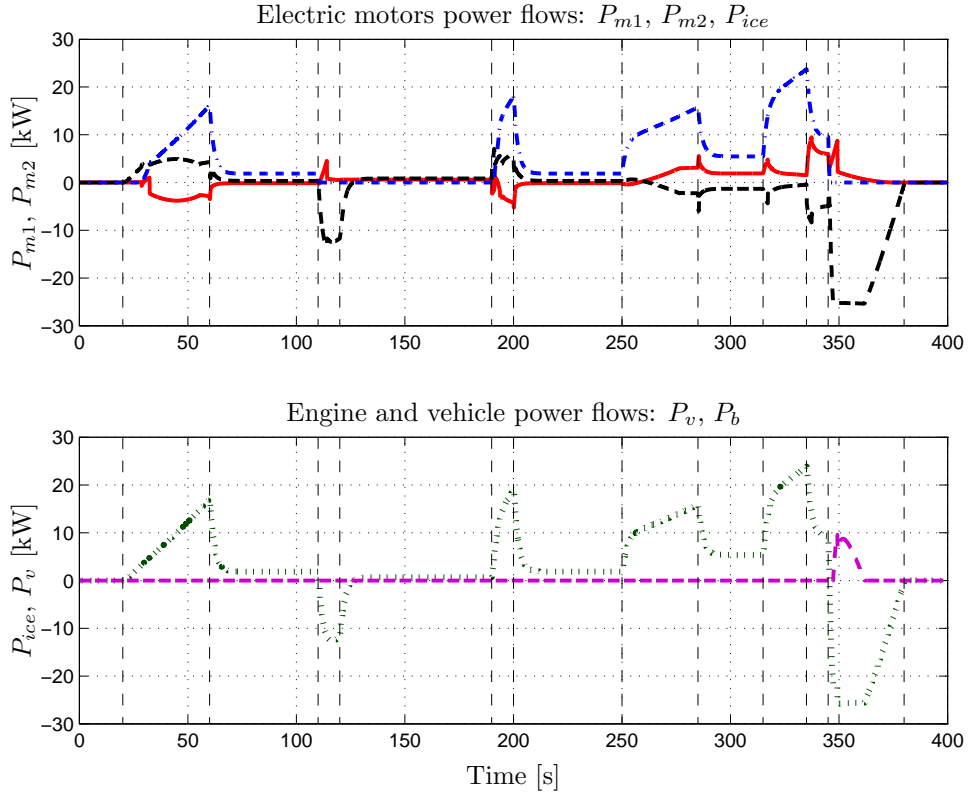 Electric motors power flows: P_{m1}, P_{m2}, P_{ice}
P_{m1}, P_{m2} [kW]
30
20
10
0
−10
−20
−30
0 50 100 150 200 250 300 350 400
Engine and vehicle power flows: P_v, P_b
P_{ice}, P_v [kW]
30
20
10
0
−10
−20
−30
0 50 100 150 200 250 300 350 400
Time [s]